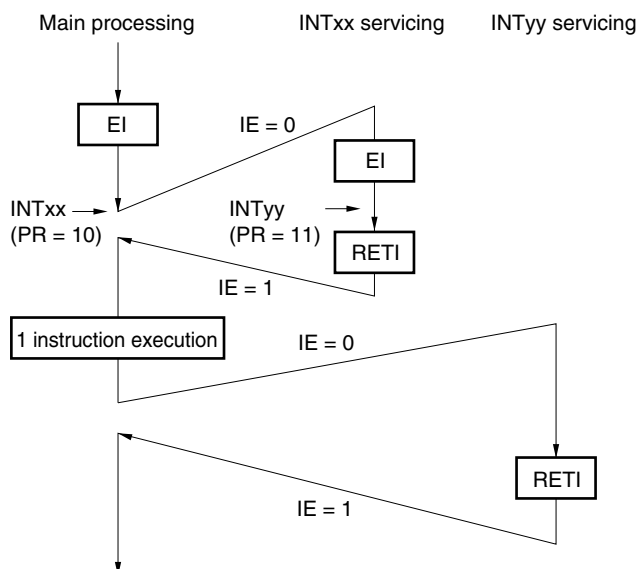 Main processing
INTxx servicing
INTyy servicing
EI
IE = 0
EI
INTxx
(PR = 10)
INTyy
(PR = 11)
RETI
IE = 1
1 instruction execution
IE = 0
RETI
IE = 1